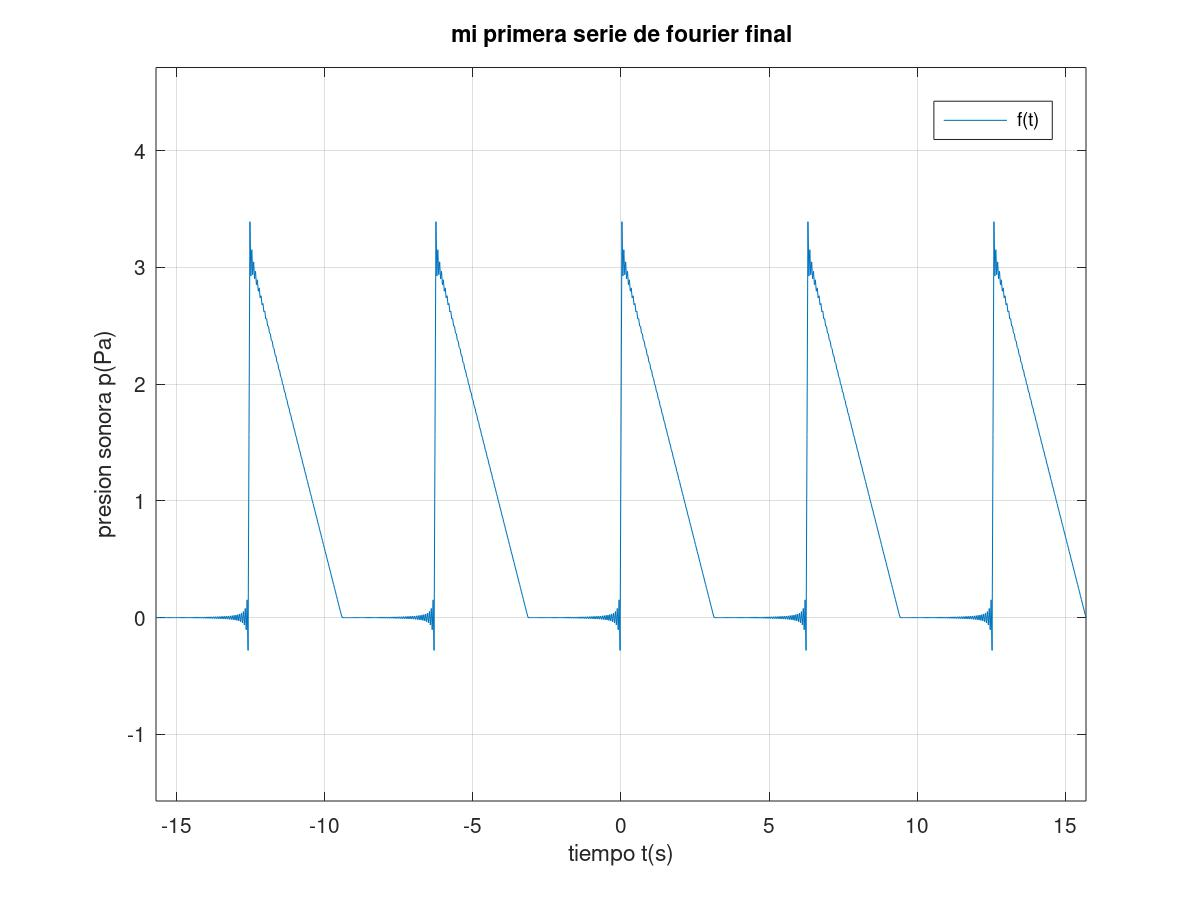 mi primera serie de fourier final
f(t)
4
3
2
1
0
-1
presion sonora p(Pa)
-15 -10 -5 0 5 10 15
tiempo t(s)